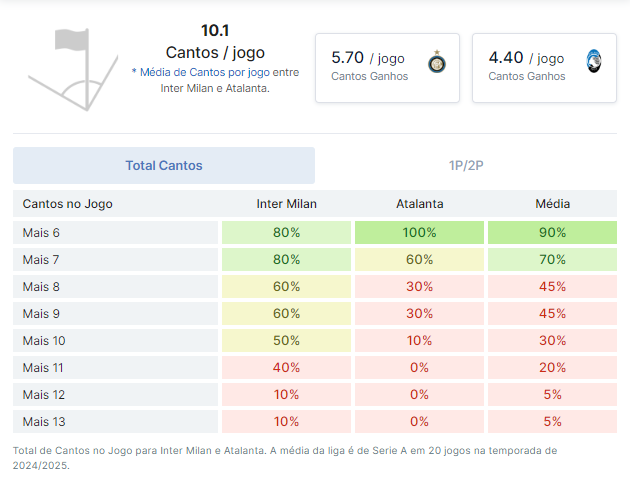 10.1
Cantos / jogo
* Média de Cantos por jogo entre
Inter Milan e Atalanta.
5.70 / jogo
Cantos Ganhos
4.40 / jogo
Cantos Ganhos
Total Cantos
1P/2P
Cantos no Jogo Inter Milan Atalanta Média
Mais 6 80% 100% 90%
Mais 7 80% 60% 70%
Mais 8 60% 30% 45%
Mais 9 60% 30% 45%
Mais 10 50% 10% 30%
Mais 11 40% 0% 20%
Mais 12 10% 0% 5%
Mais 13 10% 0% 5%
Total de Cantos no Jogo para Inter Milan e Atalanta. A média da liga é de Serie A em 20 jogos na temporada de
2024/2025.